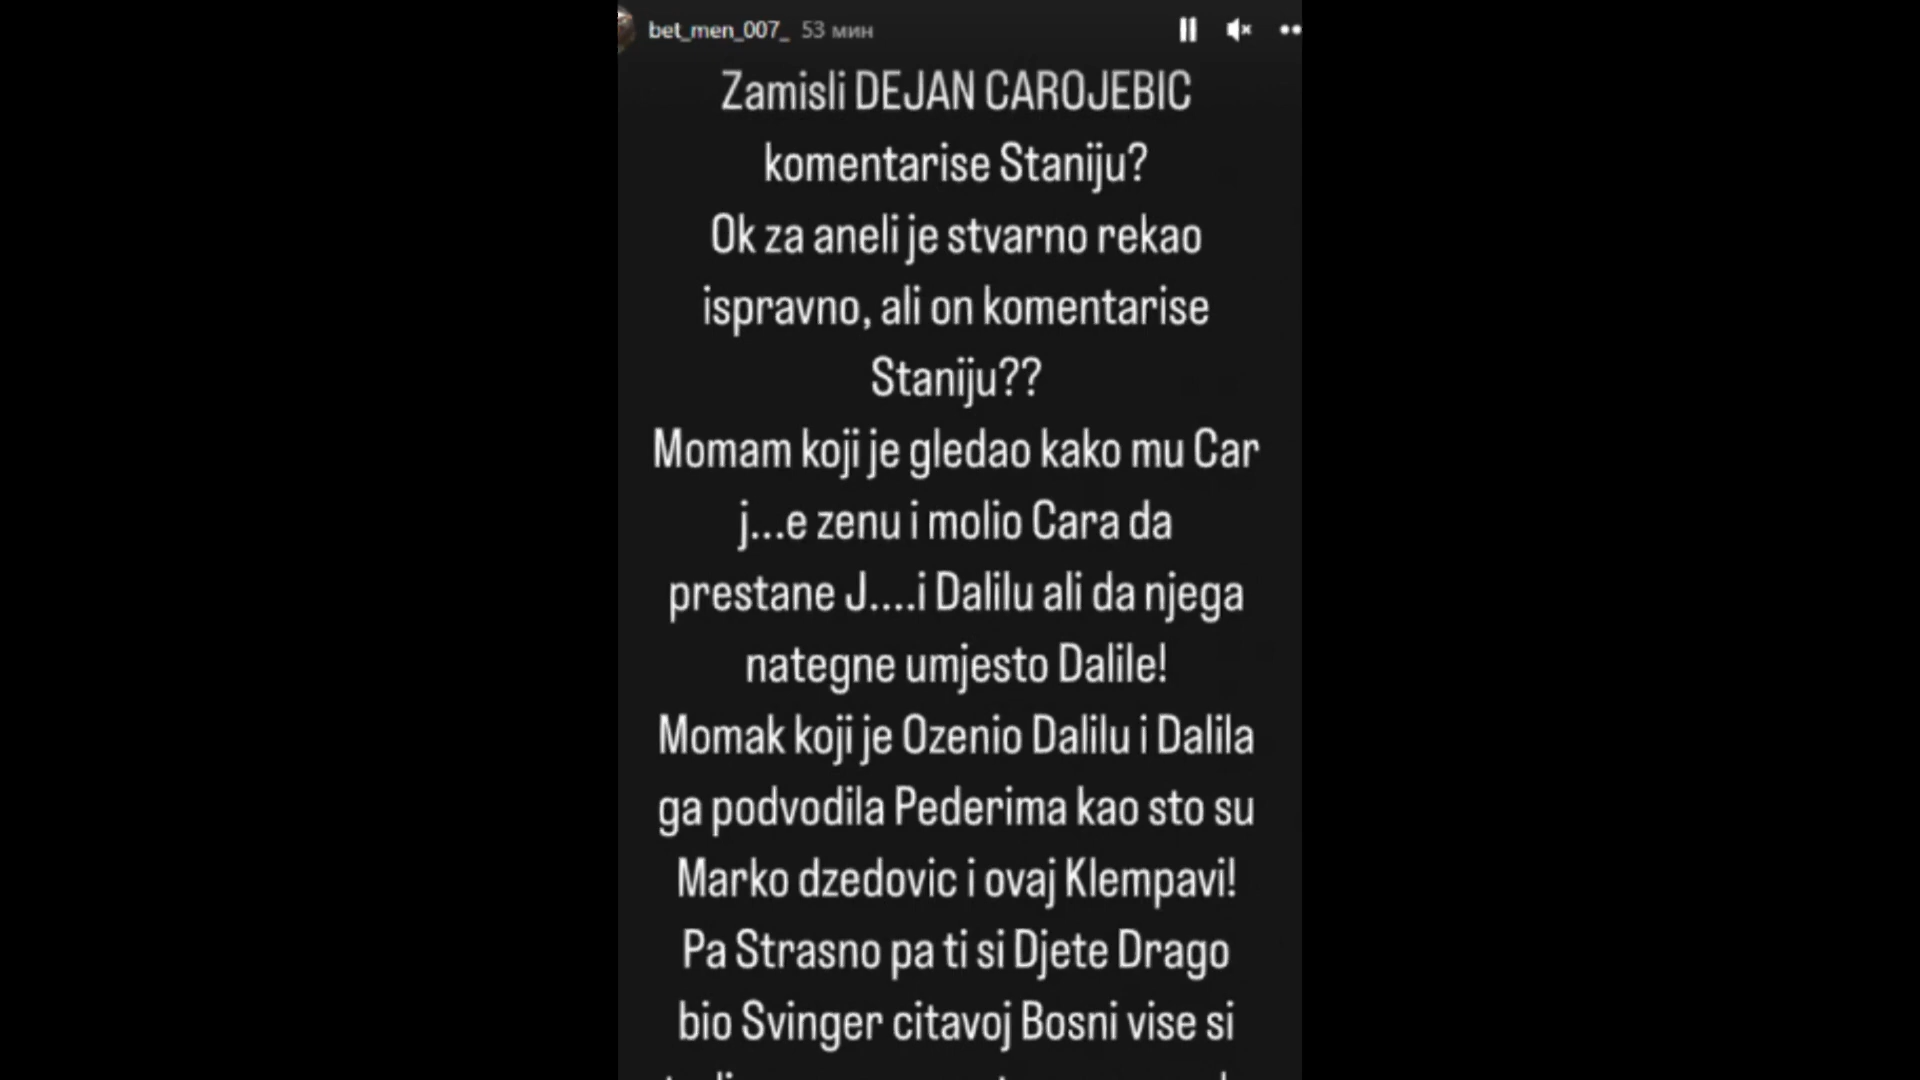 bet_men_007_ 53 мин
Zamisli DEJAN CAROJEBIC
komentarise Staniju?
Ok za aneli je stvarno rekao
ispravno, ali on komentarise
Staniju??
Momam koji je gledao kako mu Car
j...e zenu i molio Cara da
prestane J....i Dalilu ali da njega
nategne umjesto Dalile!
Momak koji je Ozenio Dalilu i Dalila
ga podvodila Pederima kao sto su
Marko dzedovic i ovaj Klempavi!
Pa Strasno pa ti si Djete Drago
bio Svinger citavoj Bosni vise si